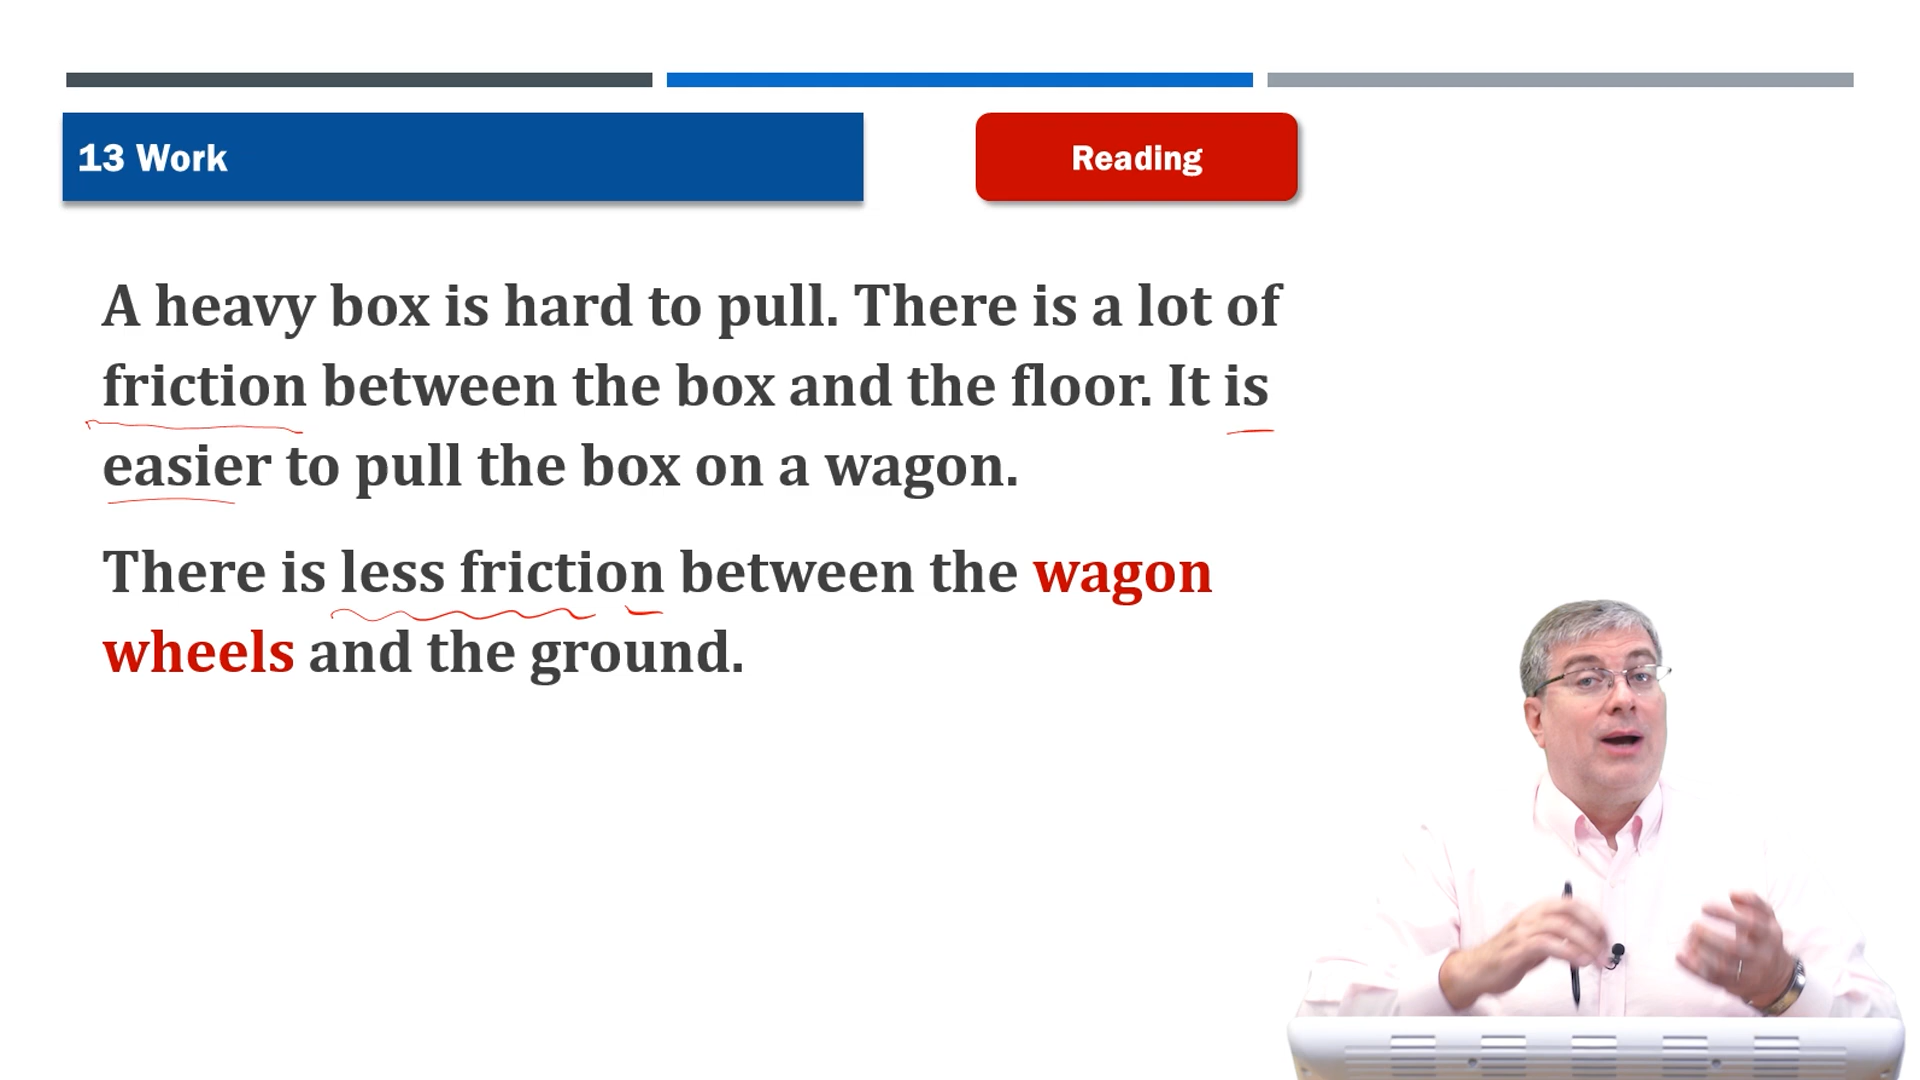 13 Work
Reading
A heavy box is hard to pull. There is a lot of
friction between the box and the floor. It is
easier to pull the box on a wagon.
There is less friction between the wagon
wheels and the ground.